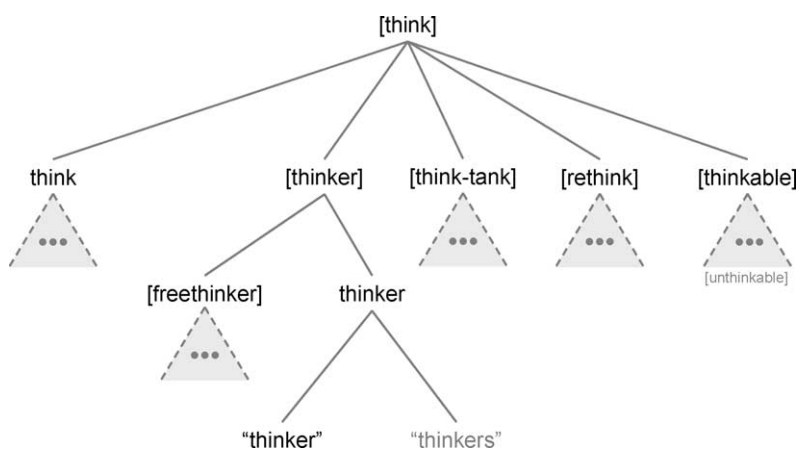 [think]
think [thinker] [think-tank] [rethink] [thinkable]
[unthinkable]
[freethinker] thinker
“thinker” “thinkers”